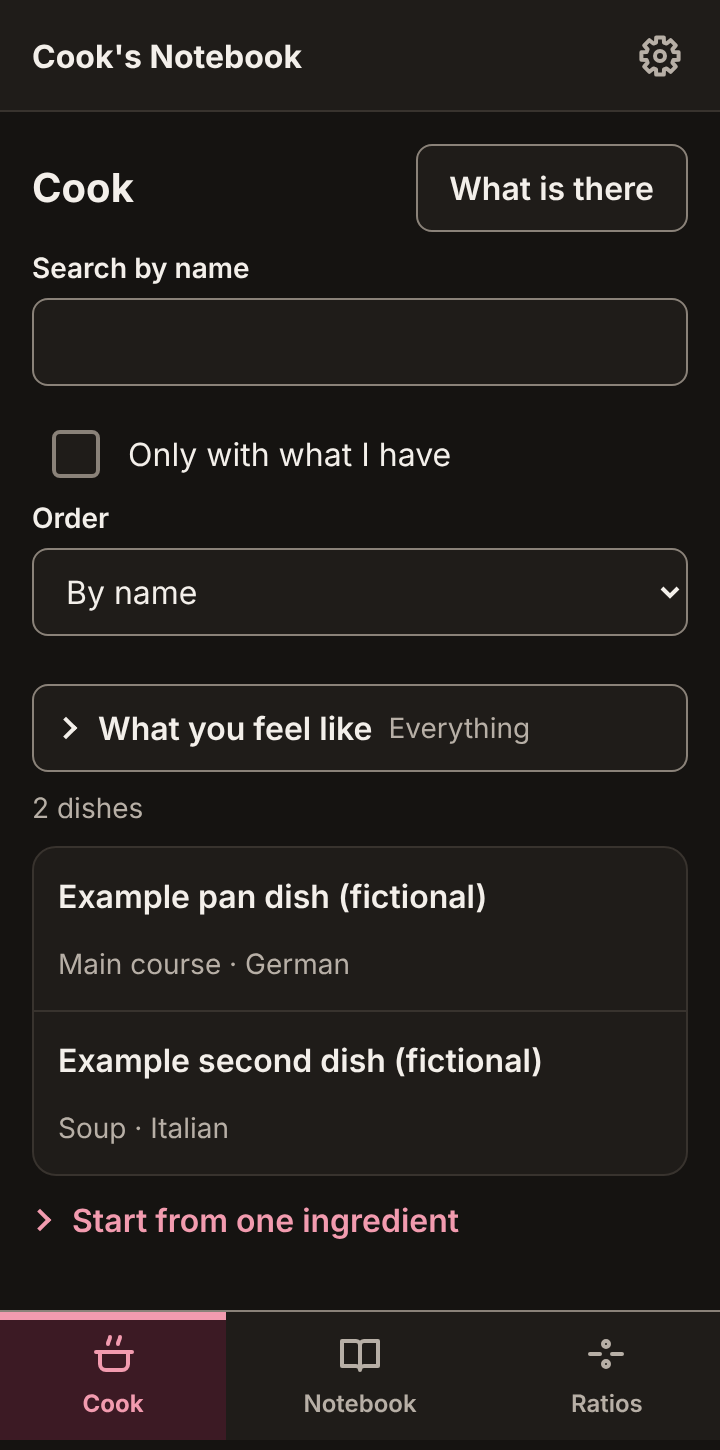 Cook's Notebook
Cook
What is there
Search by name
Only with what I have
Order
By name
What you feel like Everything
2 dishes
Example pan dish (fictional)
Main course · German
Example second dish (fictional)
Soup · Italian
Start from one ingredient
Cook
Notebook
Ratios